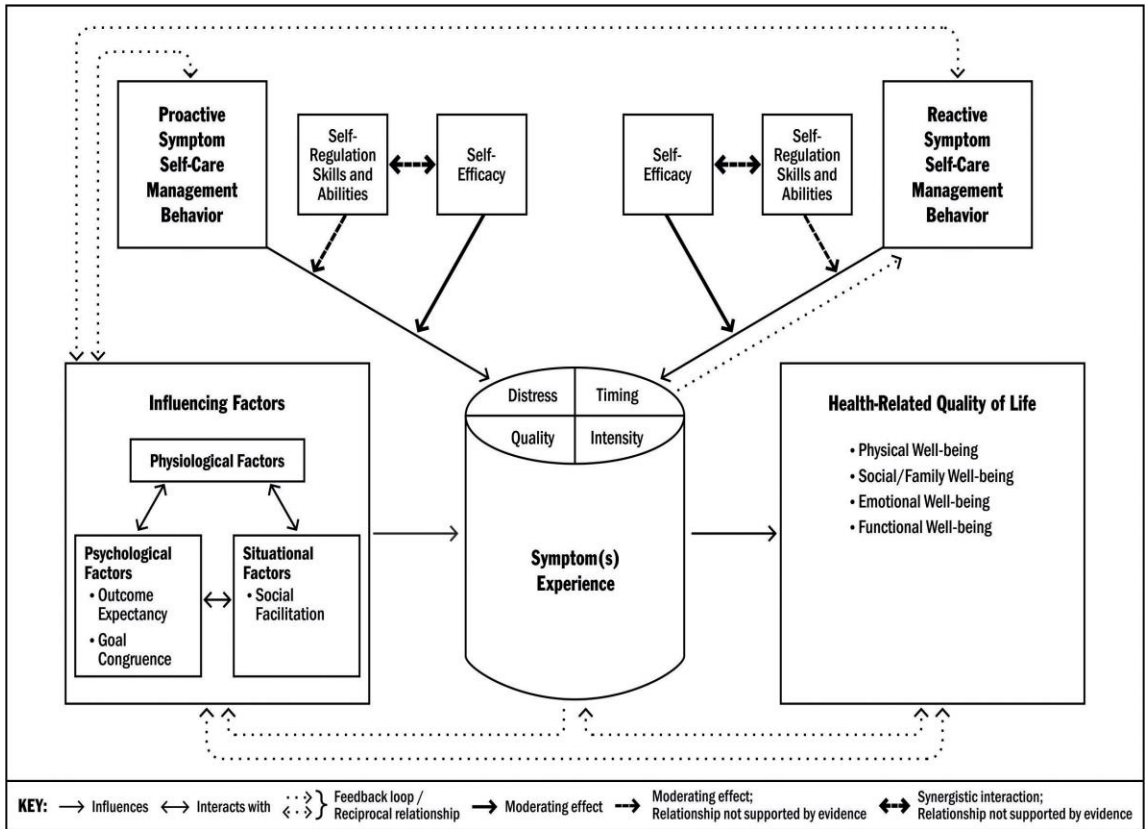 Proactive
Symptom
Self-Care
Management
Behavior
Self-
Regulation
Skills and
Abilities
Self-
Efficacy
Self-
Efficacy
Self-
Regulation
Skills and
Abilities
Reactive
Symptom
Self-Care
Management
Behavior
Influencing Factors
Physiological Factors
Psychological
Factors
• Outcome
Expectancy
• Goal
Congruence
Situational
Factors
• Social
Facilitation
Distress
Timing
Quality
Intensity
Symptom(s)
Experience
Health-Related Quality of Life
• Physical Well-being
• Social/Family Well-being
• Emotional Well-being
• Functional Well-being
KEY:
Influences
Interacts with
Feedback loop /
Reciprocal relationship
Moderating effect
Moderating effect;
Relationship not supported by evidence
Synergistic interaction;
Relationship not supported by evidence